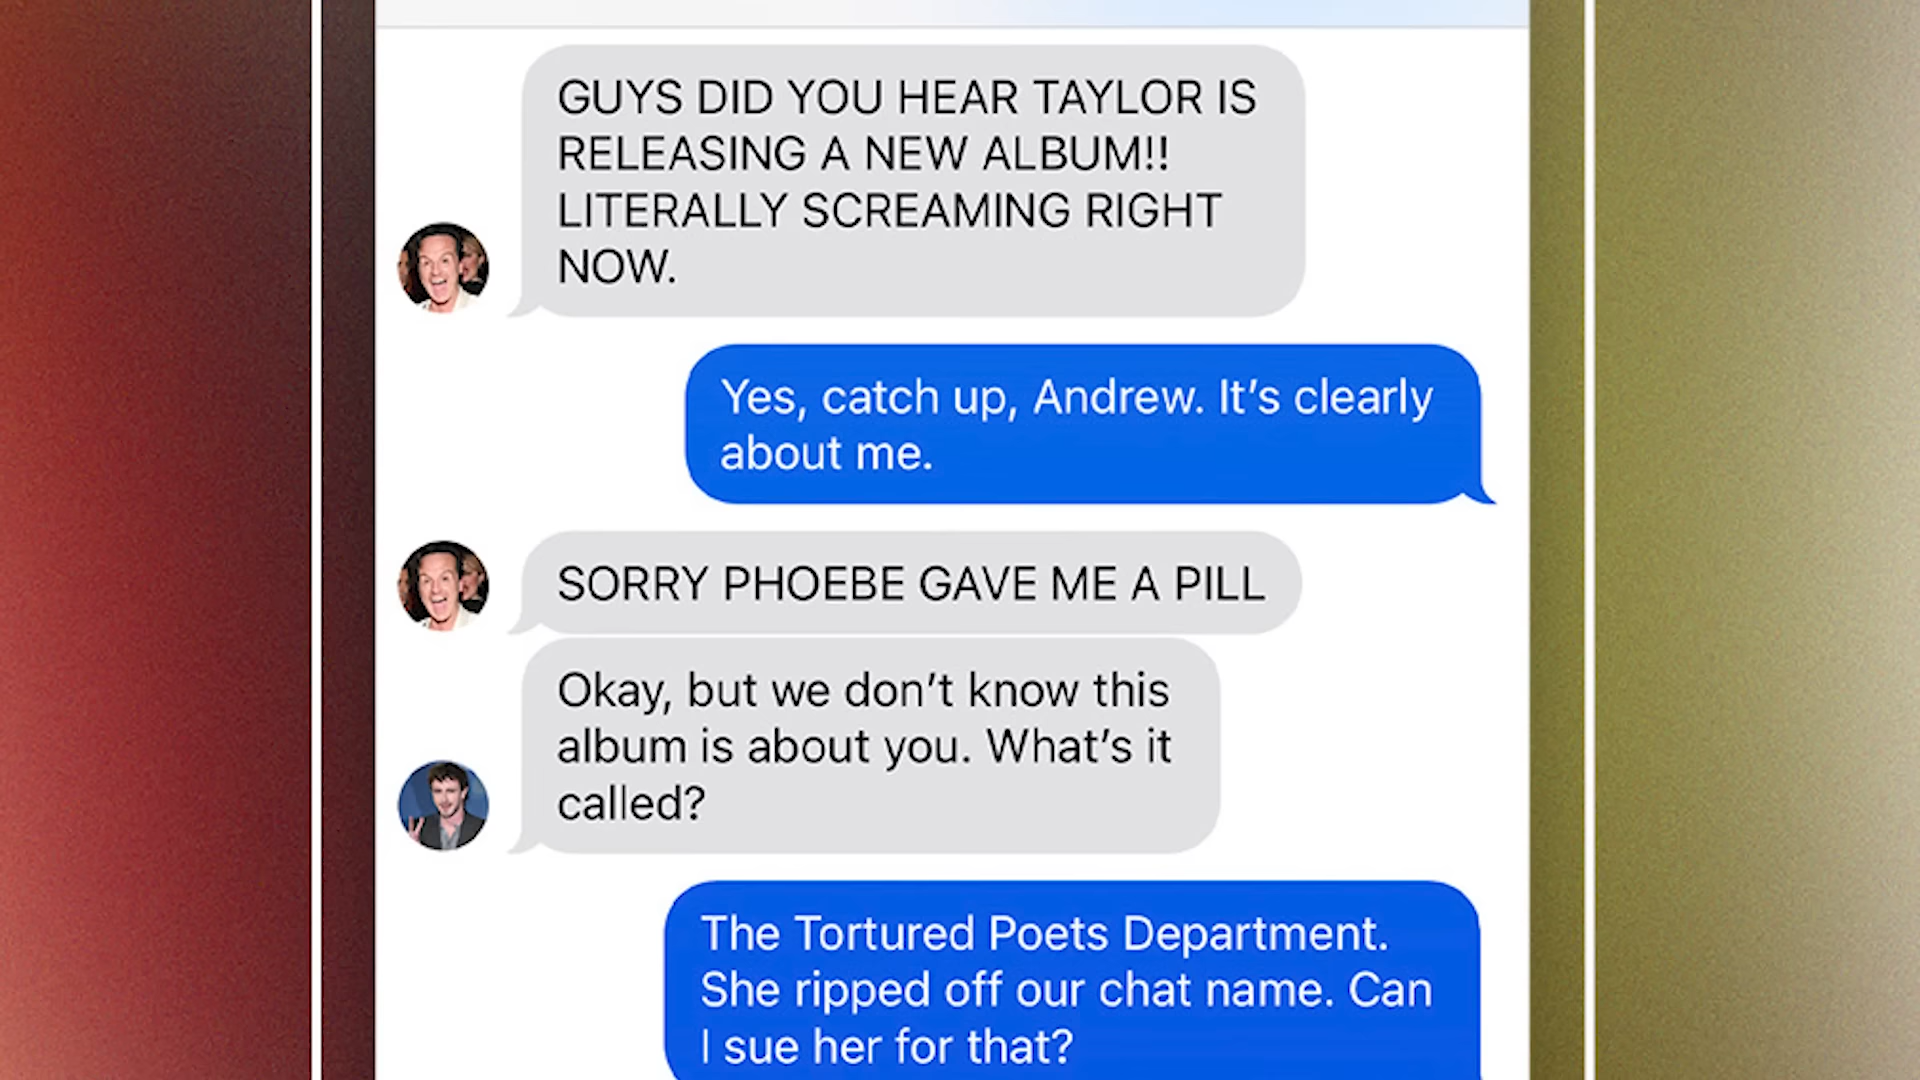 GUYS DID YOU HEAR TAYLOR IS
RELEASING A NEW ALBUM!!
LITERALLY SCREAMING RIGHT
NOW.
Yes, catch up, Andrew. It’s clearly
about me.
SORRY PHOEBE GAVE ME A PILL
Okay, but we don’t know this
album is about you. What’s it
called?
The Tortured Poets Department.
She ripped off our chat name. Can
I sue her for that?